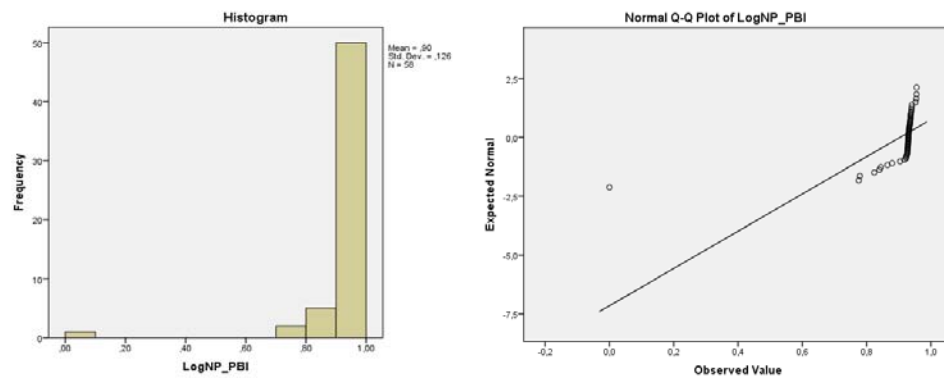 Histogram
Mean = ,90
Std. Dev. = ,126
N = 58
50
40
30
20
10
0
Frequency
,00 ,20 ,40 ,60 ,80 1,00
LogNP_PBI
Normal Q-Q Plot of LogNP_PBI
2,5
0,0
-2,5
-5,0
-7,5
Expected Normal
-0,2 0,0 0,2 0,4 0,6 0,8 1,0
Observed Value